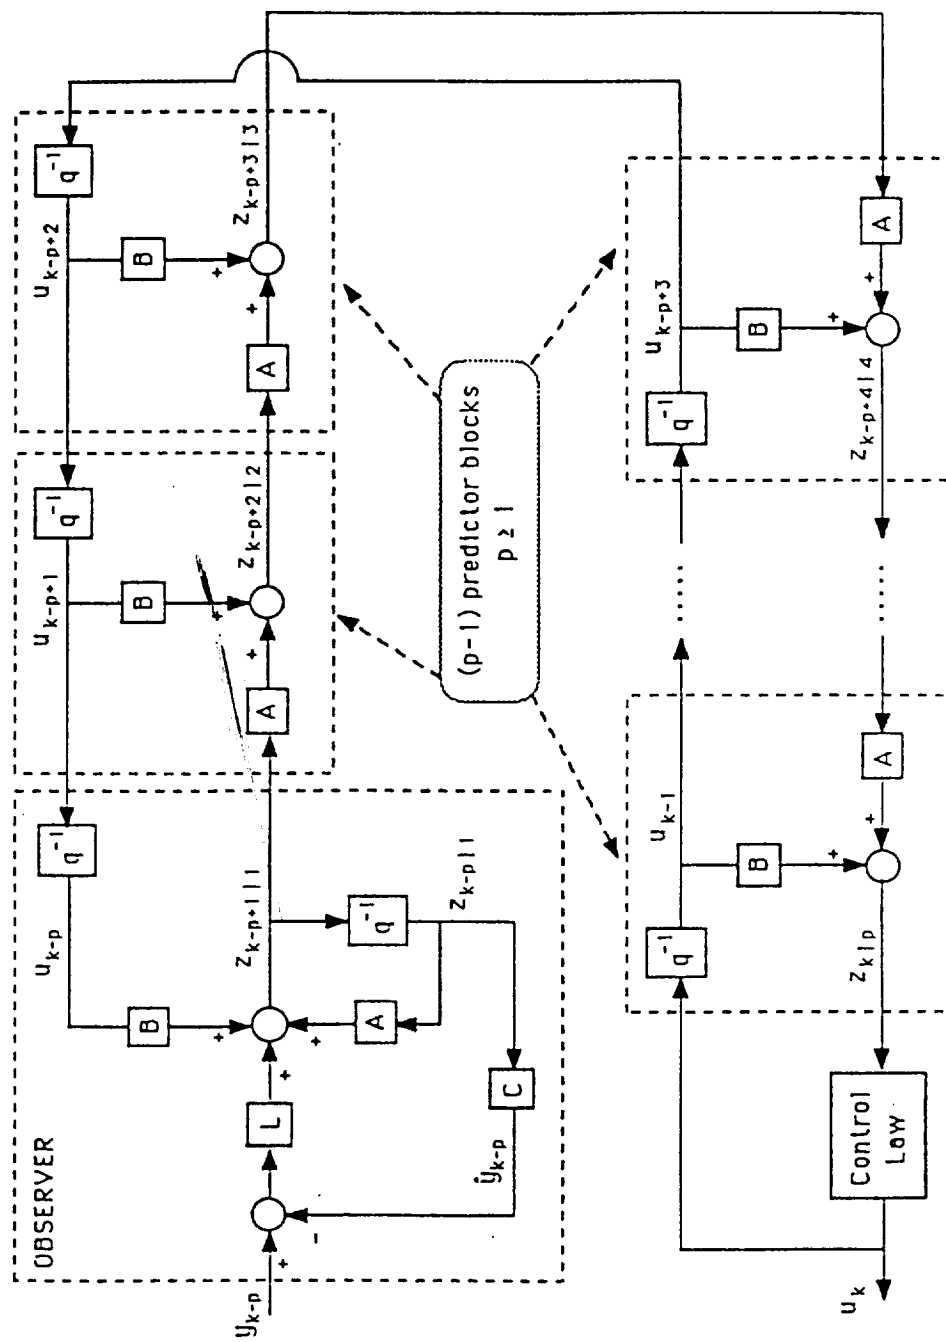 OBSERVER
y_{k-p}
+
-
L
+
B
+
u_{k-p}
q^{-1}
A
+
z_{k-p+1|1}
q^{-1}
z_{k-p|1}
C
ŷ_{k-p}
u_{k-p+1}
q^{-1}
B
+
A
+
z_{k-p+2|2}
u_{k-p+2}
q^{-1}
B
+
A
+
z_{k-p+3|3}
(p-1) predictor blocks
p ≥ 1
u_k
Control
Law
z_{k|p}
q^{-1}
u_{k-1}
B
+
+
A
.....
.....
z_{k-p+4|4}
q^{-1}
u_{k-p+3}
B
+
+
A